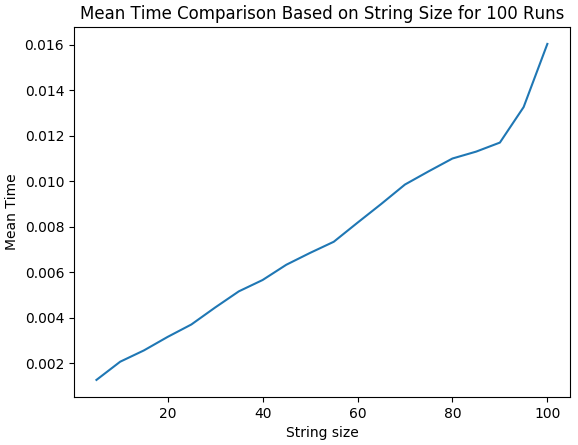 Mean Time Comparison Based on String Size for 100 Runs
0.016
0.014
0.012
0.010
0.008
0.006
0.004
0.002
Mean Time
20 40 60 80 100
String size